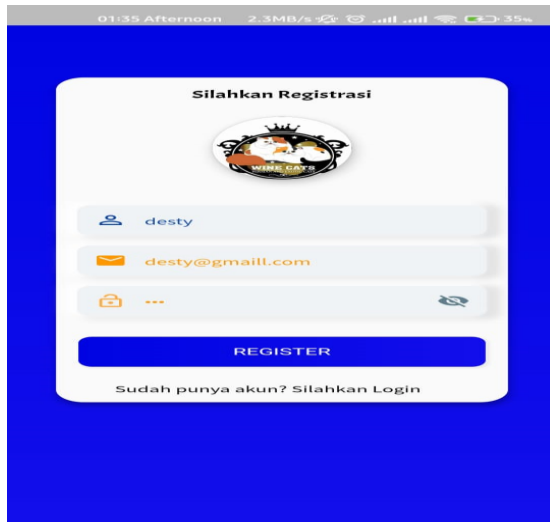 01:35 Afternoon 2.3MB/s 35%
Silahkan Registrasi
WINE CATS
desty
desty@gmaill.com
•••
REGISTER
Sudah punya akun? Silahkan Login